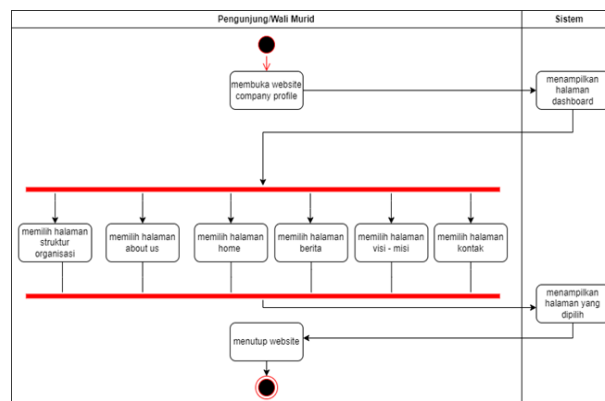 Pengunjung/Wali Murid
Sistem
membuka website
company profile
menampilkan
halaman
dashboard
memilih halaman
struktur
organisasi
memilih halaman
about us
memilih halaman
home
memilih halaman
berita
memilih halaman
visi - misi
memilih halaman
kontak
menampilkan
halaman yang
dipilih
menutup website